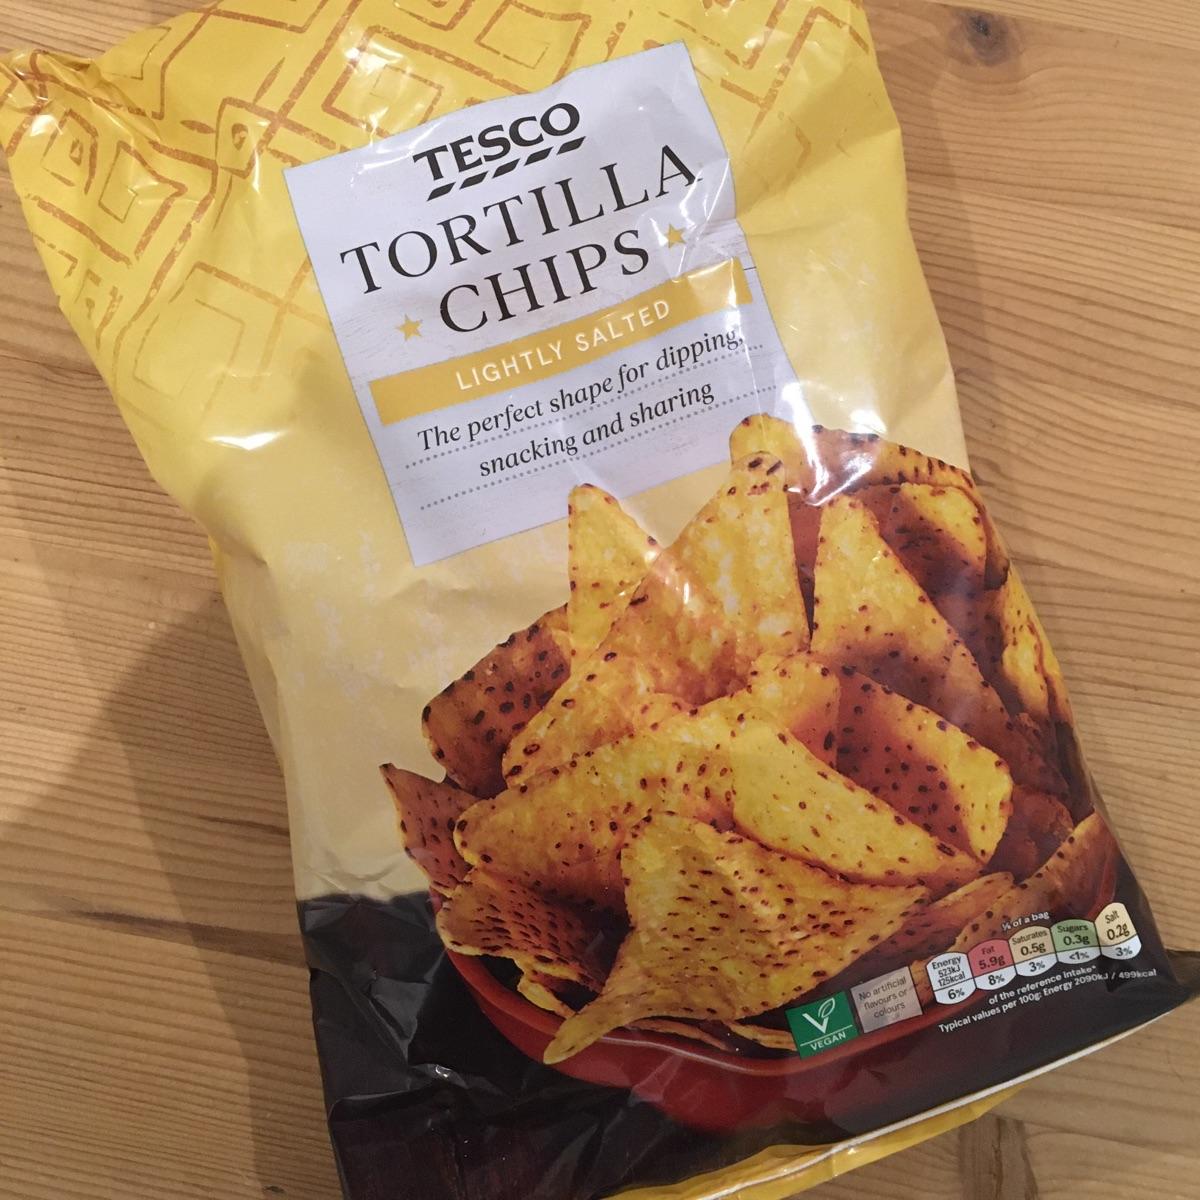 TESCO
TORTILLA
CHIPS
LIGHTLY SALTED
The perfect shape for dipping,
snacking and sharing
of a bag
Energy
523kJ
125kcal
6%
Fat
5.9g
8%
Saturates
0.5g
3%
Sugars
0.3g
<1%
Salt
0.2g
3%
of the reference intake*
Typical values per 100g: Energy 2090kJ / 499kcal
No artificial
flavours or
colours
VEGAN